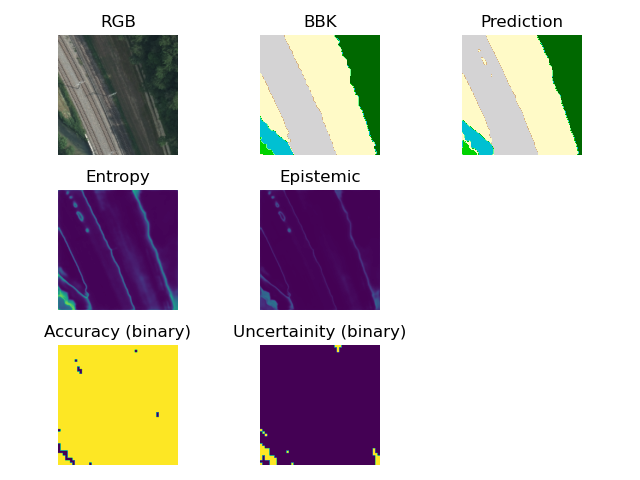 RGB
BBK
Prediction
Entropy
Epistemic
Accuracy (binary)
Uncertainity (binary)